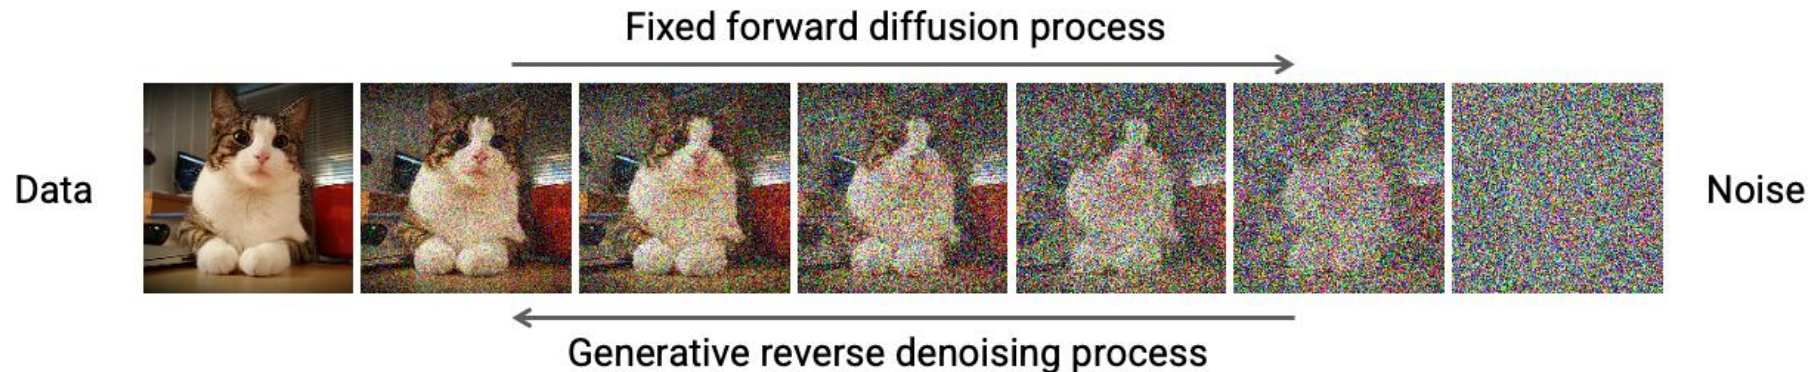 Fixed forward diffusion process
Data
Noise
Generative reverse denoising process